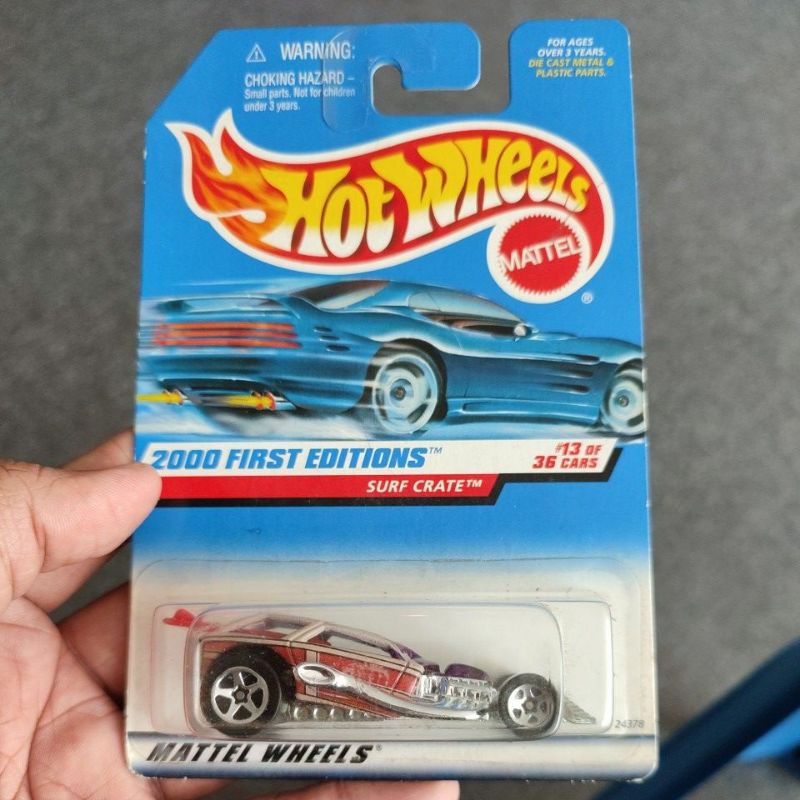 WARNING:
CHOKING HAZARD –
Small parts. Not for children
under 3 years.
FOR AGES
OVER 3 YEARS.
DIE CAST METAL &
PLASTIC PARTS.
HOT WHEELS
MATTEL
®
2000 FIRST EDITIONS™
#13 OF
36 CARS
SURF CRATE™
24378
MATTEL WHEELS®